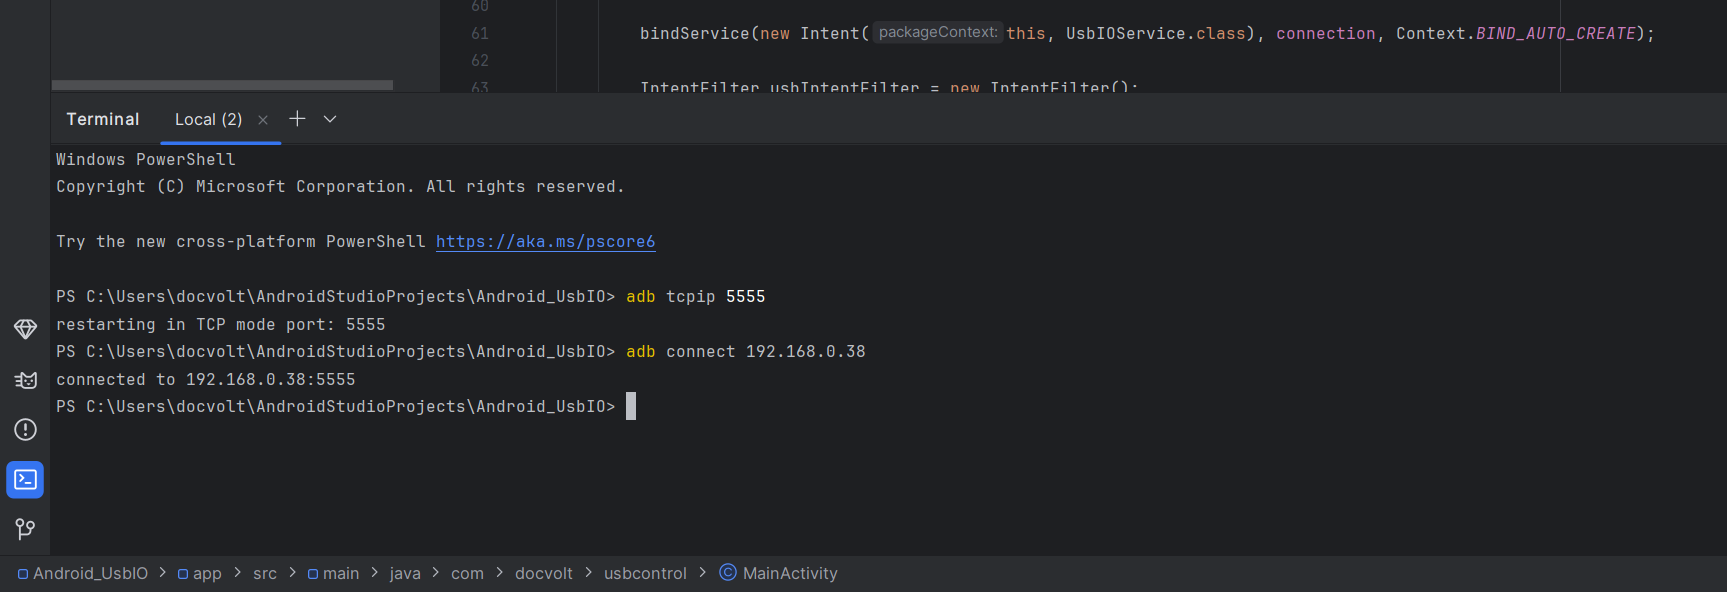 60
61 bindService(new Intent( packageContext: this, UsbIOService.class), connection, Context.BIND_AUTO_CREATE);
62
63 IntentFilter usbIntentFilter = new IntentFilter();
Terminal Local (2)
Windows PowerShell
Copyright (C) Microsoft Corporation. All rights reserved.
Try the new cross-platform PowerShell https://aka.ms/pscore6
PS C:\Users\docvolt\AndroidStudioProjects\Android_UsbIO> adb tcpip 5555
restarting in TCP mode port: 5555
PS C:\Users\docvolt\AndroidStudioProjects\Android_UsbIO> adb connect 192.168.0.38
connected to 192.168.0.38:5555
PS C:\Users\docvolt\AndroidStudioProjects\Android_UsbIO>
Android_UsbIO > app > src > main > java > com > docvolt > usbcontrol > MainActivity